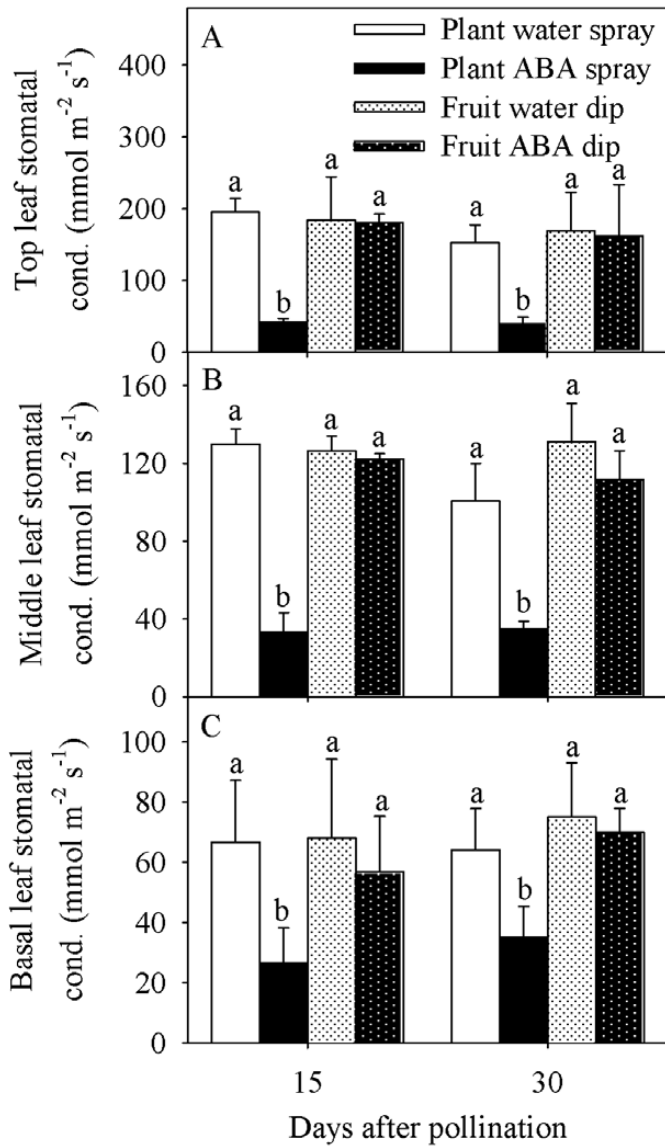 A
Plant water spray
Plant ABA spray
Fruit water dip
Fruit ABA dip
Top leaf stomatal
cond. (mmol m⁻² s⁻¹)
400
300
200
100
0
a
b
a
a
a
b
a
a
B
Middle leaf stomatal
cond. (mmol m⁻² s⁻¹)
160
120
80
40
0
a
b
a
a
a
b
a
a
C
Basal leaf stomatal
cond. (mmol m⁻² s⁻¹)
100
80
60
40
20
0
a
b
a
a
a
b
a
a
15
30
Days after pollination